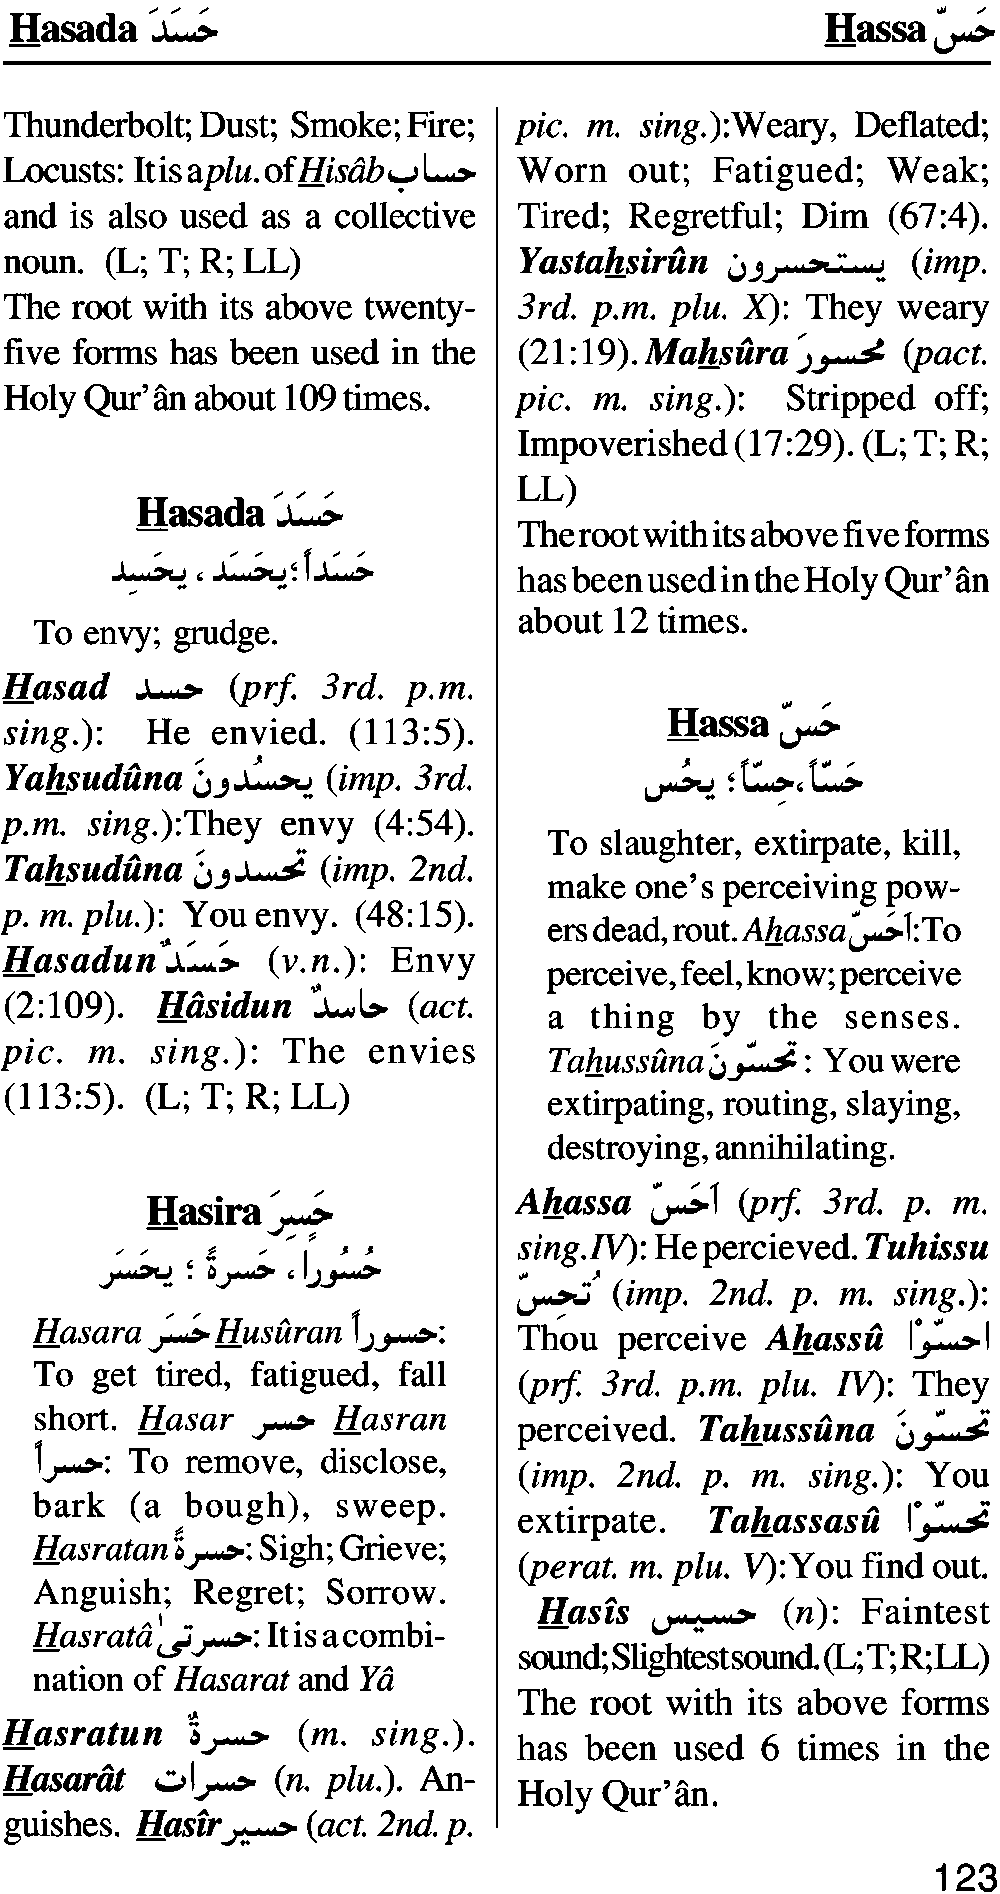 Hasada حَسَدَ
Hassa حَسّ
Thunderbolt; Dust; Smoke; Fire;
Locusts: It is a plu. of Hisâb حساب
and is also used as a collective
noun. (L; T; R; LL)
The root with its above twenty-
five forms has been used in the
Holy Qur'ân about 109 times.
Hasada حَسَدَ
حَسَداً؛يحَسَد ، يحَسِد
To envy; grudge.
Hasad حسد (prf. 3rd. p.m.
sing.): He envied. (113:5).
Yahsudûna يحسُدونَ (imp. 3rd.
p.m. sing.):They envy (4:54).
Tahsudûna تحسدونَ (imp. 2nd.
p. m. plu.): You envy. (48:15).
Hasadun حَسَدٌ (v.n.): Envy
(2:109). Hâsidun حاسدٌ (act.
pic. m. sing.): The envies
(113:5). (L; T; R; LL)
Hasira حَسِرَ
حُسُوراً، حَسرةً ؛ يحَسَر
Hasara حَسَر Husûran حسوراً:
To get tired, fatigued, fall
short. Hasar حسر Hasran
حسراً: To remove, disclose,
bark (a bough), sweep.
Hasratan حسرةً: Sigh; Grieve;
Anguish; Regret; Sorrow.
Hasratâ حسرتىٰ: It is a combi-
nation of Hasarat and Yâ
Hasratun حسرةٌ (m. sing.).
Hasarât حسرات (n. plu.). An-
guishes. Hasîr حسير (act. 2nd. p.
pic. m. sing.):Weary, Deflated;
Worn out; Fatigued; Weak;
Tired; Regretful; Dim (67:4).
Yastahsirûn يستحسرون (imp.
3rd. p.m. plu. X): They weary
(21:19). Mahsûra محسورَ (pact.
pic. m. sing.): Stripped off;
Impoverished (17:29). (L; T; R;
LL)
The root with its above five forms
has been used in the Holy Qur'ân
about 12 times.
Hassa حَسّ
حَسّاً،حِسّاً؛ يحُس
To slaughter, extirpate, kill,
make one's perceiving pow-
ers dead, rout. Ahassa اَحَسّ:To
perceive, feel, know; perceive
a thing by the senses.
Tahussûna تحسّونَ : You were
extirpating, routing, slaying,
destroying, annihilating.
Ahassa اَحَسّ (prf. 3rd. p. m.
sing.IV): He percieved. Tuhissu
تُحِسّ (imp. 2nd. p. m. sing.):
Thou perceive Ahassû احسّوْا
(prf. 3rd. p.m. plu. IV): They
perceived. Tahussûna تحسّونَ
(imp. 2nd. p. m. sing.): You
extirpate. Tahassasû تحسّوْا
(perat. m. plu. V):You find out.
Hasîs حسيس (n): Faintest
sound;Slightest sound. (L;T;R;LL)
The root with its above forms
has been used 6 times in the
Holy Qur'ân.
123